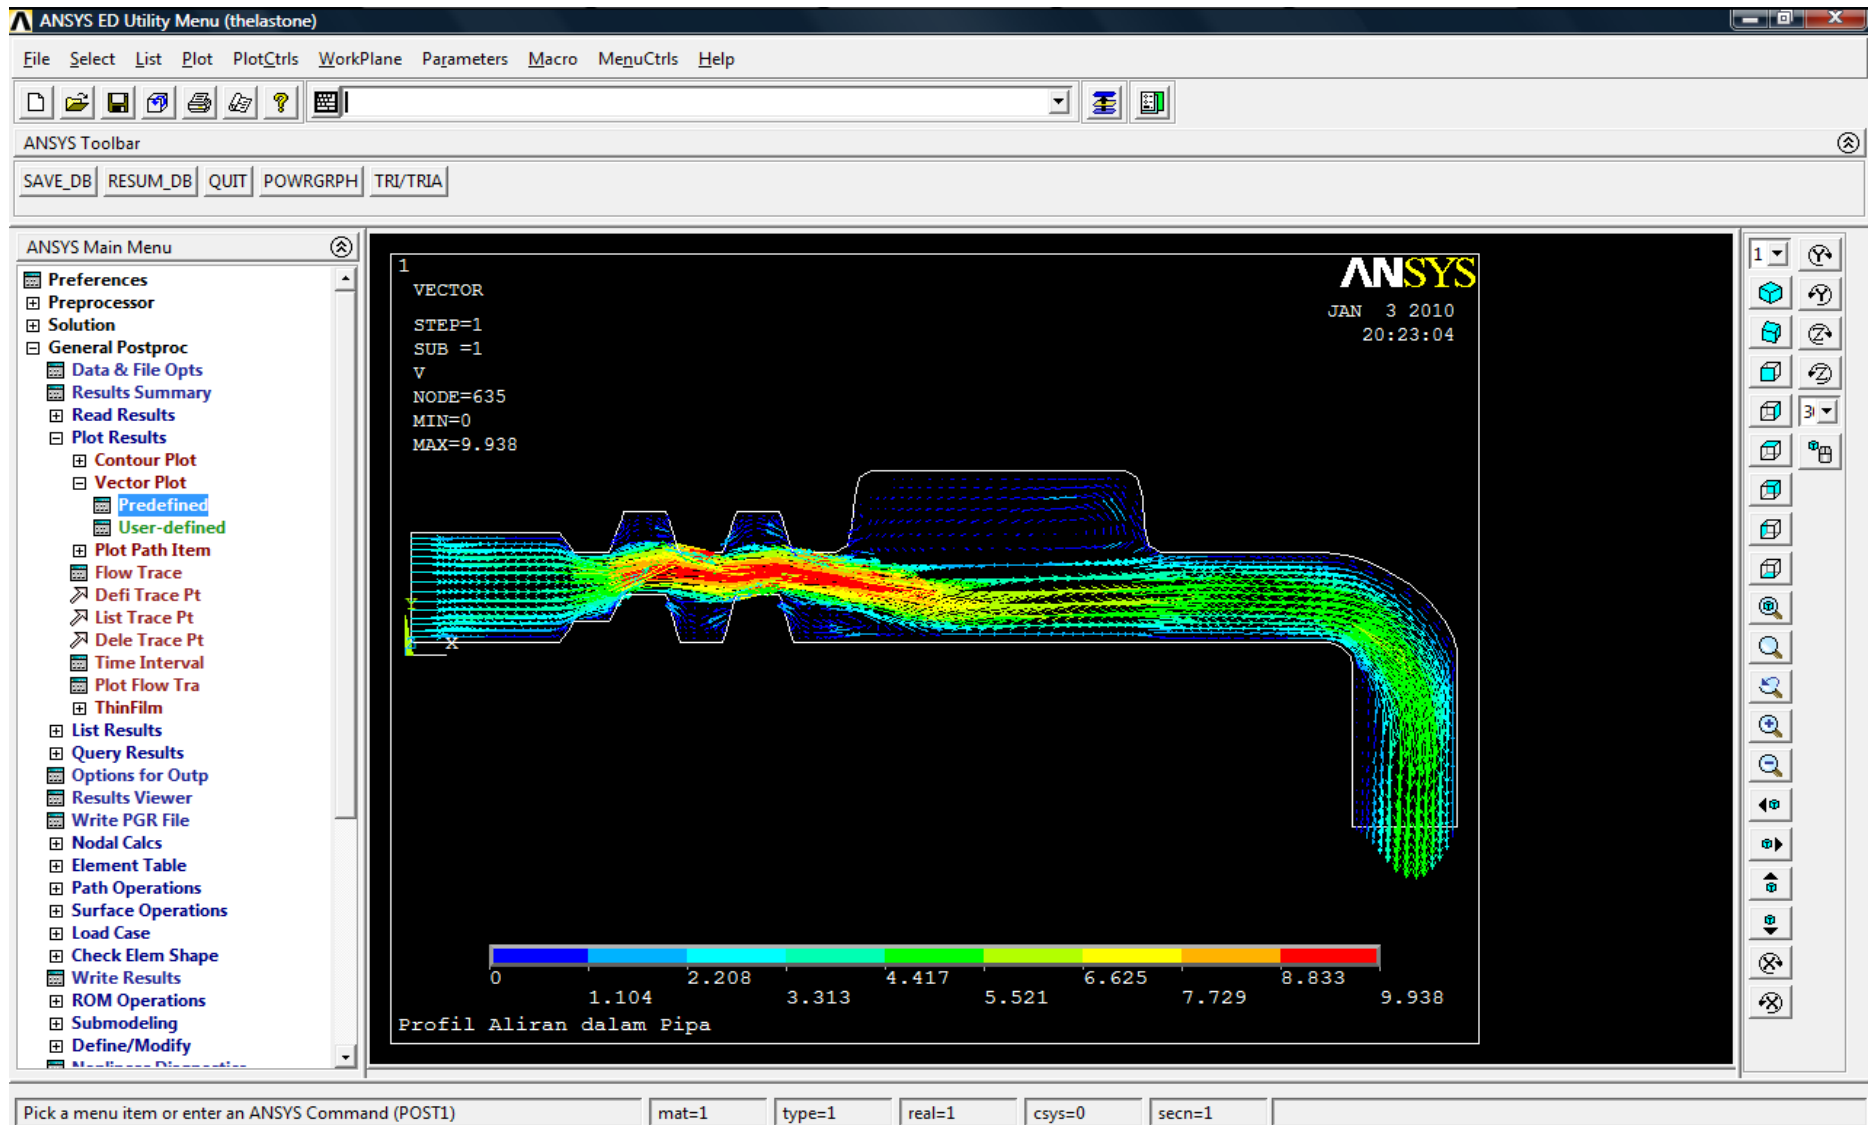 ANSYS ED Utility Menu (thelastone)
File Select List Plot PlotCtrls WorkPlane Parameters Macro MenuCtrls Help
ANSYS Toolbar
SAVE_DB RESUM_DB QUIT POWRGRPH TRI/TRIA
ANSYS Main Menu
Preferences
Preprocessor
Solution
General Postproc
Data & File Opts
Results Summary
Read Results
Plot Results
Contour Plot
Vector Plot
Predefined
User-defined
Plot Path Item
Flow Trace
Defi Trace Pt
List Trace Pt
Dele Trace Pt
Time Interval
Plot Flow Tra
ThinFilm
List Results
Query Results
Options for Outp
Results Viewer
Write PGR File
Nodal Calcs
Element Table
Path Operations
Surface Operations
Load Case
Check Elem Shape
Write Results
ROM Operations
Submodeling
Define/Modify
Nonlinear Diagnostics
1
ANSYS
VECTOR
JAN 3 2010
20:23:04
STEP=1
SUB =1
V
NODE=635
MIN=0
MAX=9.938
Y
X
0 2.208 4.417 6.625 8.833
1.104 3.313 5.521 7.729 9.938
Profil Aliran dalam Pipa
1
Y
Y
Z
Z
X
X
Pick a menu item or enter an ANSYS Command (POST1) mat=1 type=1 real=1 csys=0 secn=1